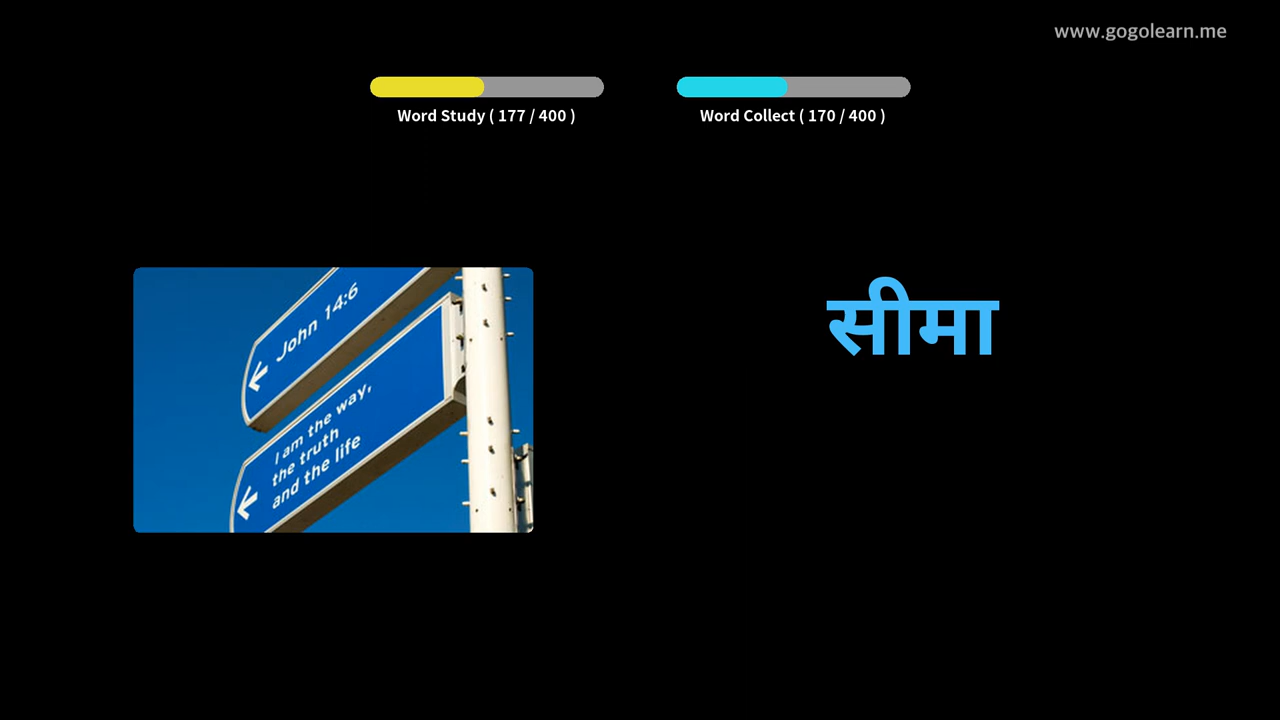 www.gogolearn.me
Word Study ( 177 / 400 )
Word Collect ( 170 / 400 )
John 14:6
I am the way,
the truth
and the life
सीमा